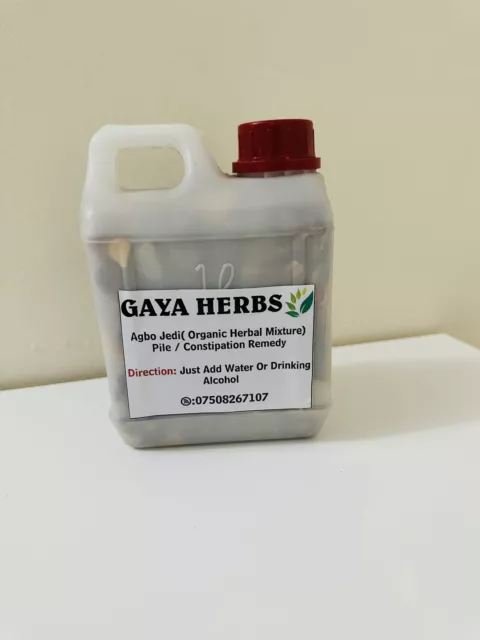 GAYA HERBS
Agbo Jedi( Organic Herbal Mixture)
Pile / Constipation Remedy
Direction: Just Add Water Or Drinking
Alcohol
:07508267107